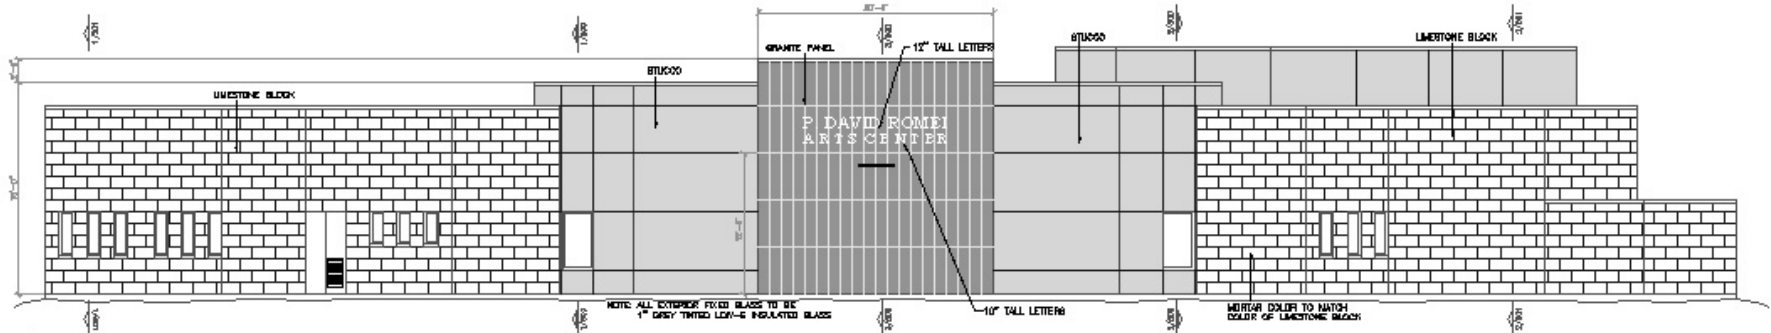 GRANITE PANEL
12" TALL LETTERS
STUCCO
LIMESTONE BLOCK
STUCCO
LIMESTONE BLOCK
P DAVID ROMEI
ARTS CENTER
NOTE: ALL EXTERIOR FIXED GLASS TO BE
1" GREY TINTED LOW-E INSULATED GLASS
10" TALL LETTERS
MORTAR COLOR TO MATCH
COLOR OF LIMESTONE BLOCK